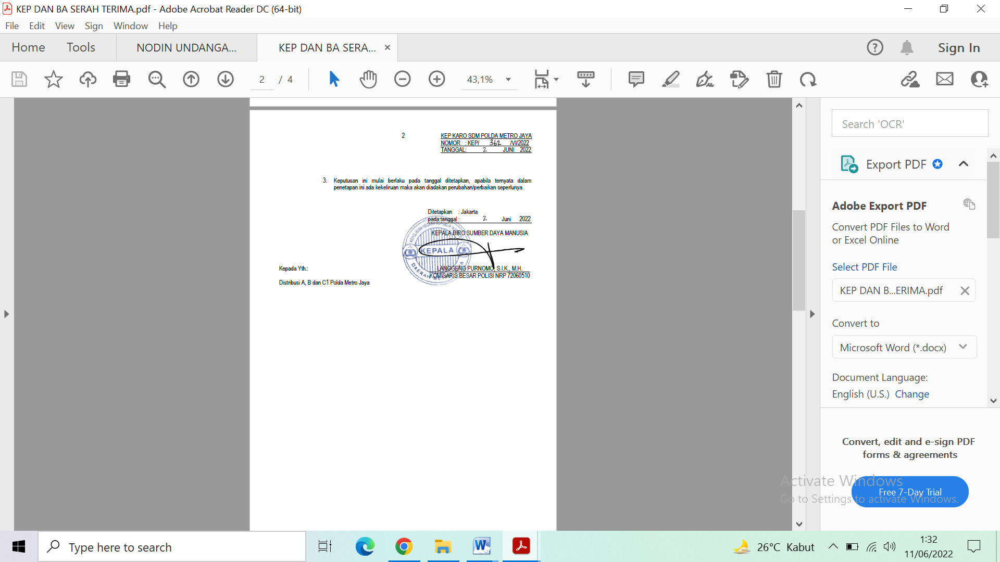 KEP DAN BA SERAH TERIMA.pdf - Adobe Acrobat Reader DC (64-bit)
File Edit View Sign Window Help
Home Tools NODIN UNDANGA... KEP DAN BA SERA... Sign In
2 / 4 43,1%
2
KEP KARO SDM POLDA METRO JAYA
NOMOR : KEP/ 362 /VI/2022
TANGGAL: 2 JUNI 2022
3. Keputusan ini mulai berlaku pada tanggal ditetapkan, apabila ternyata dalam
penetapan ini ada kekeliruan maka akan diadakan perubahan/perbaikan seperlunya.
Ditetapkan : Jakarta
pada tanggal : 2 Juni 2022
KEPALA BIRO SUMBER DAYA MANUSIA
KEPOLISIAN NEGARA REPUBLIK
KEPALA
DAERAH METRO
LANGGENG PURNOMO, S.I.K., M.H.
KOMISARIS BESAR POLISI NRP 72060510
Kepada Yth.:
Distribusi A, B dan C1 Polda Metro Jaya
Search 'OCR'
Export PDF
Adobe Export PDF
Convert PDF Files to Word
or Excel Online
Select PDF File
KEP DAN B...ERIMA.pdf
Convert to
Microsoft Word (*.docx)
Document Language:
English (U.S.) Change
Convert, edit and e-sign PDF
forms & agreements
Free 7-Day Trial
Activate Windows
Go to Settings to activate Windows.
Type here to search
26°C Kabut
1:32
11/06/2022